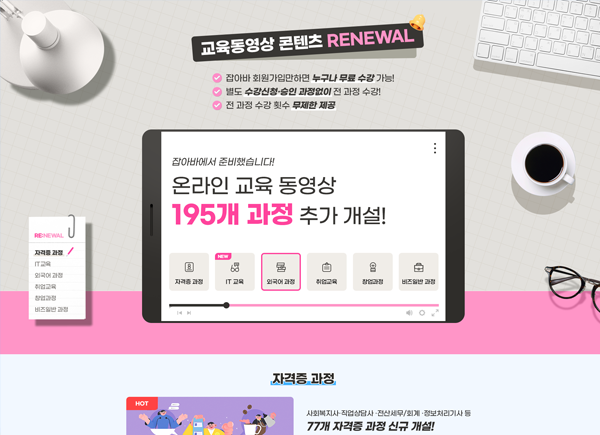 교육동영상 콘텐츠 RENEWAL
잡아바 회원가입만하면 누구나 무료 수강 가능!
별도 수강신청·승인 과정없이 전 과정 수강!
전 과정 수강 횟수 무제한 제공
잡아바에서 준비했습니다!
온라인 교육 동영상
195개 과정 추가 개설!
NEW
자격증 과정
IT 교육
외국어 과정
취업교육
창업과정
비즈일반 과정
RENEWAL
자격증 과정
IT교육
외국어 과정
취업교육
창업과정
비즈일반 과정
자격증 과정
HOT
사회복지사·직업상담사·전산세무/회계·정보처리기사 등
77개 자격증 과정 신규 개설!